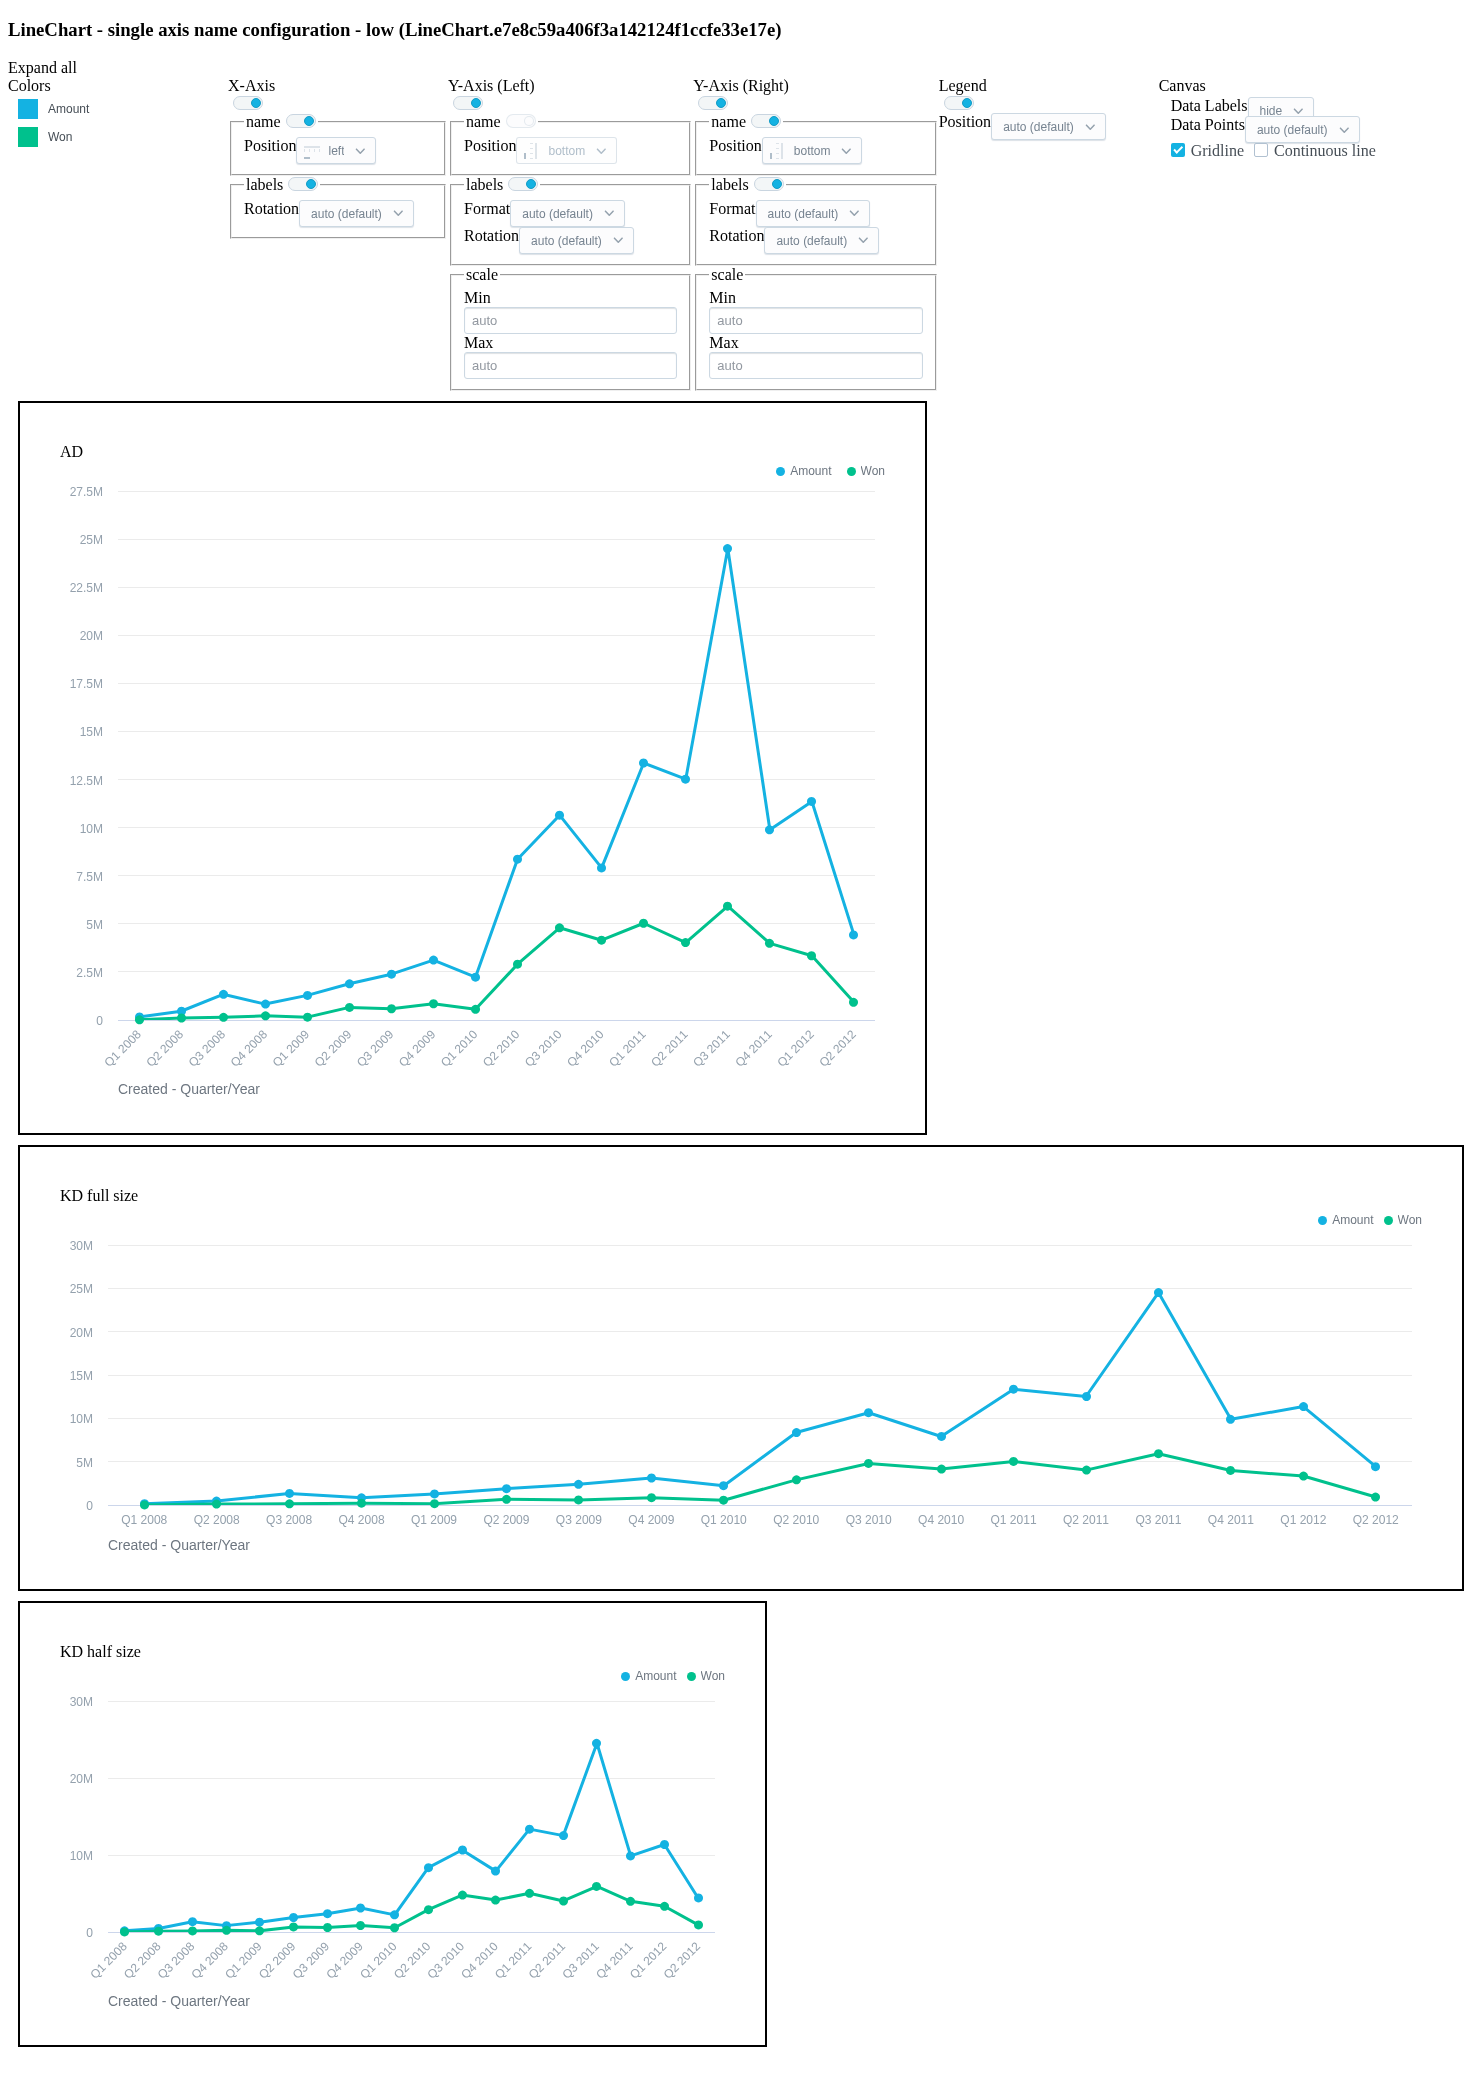 LineChart - single axis name configuration - low (LineChart.e7e8c59a406f3a142124f1ccfe33e17e)
Expand all
Colors
Amount
Won
X-Axis
name
Position left
labels
Rotation auto (default)
Y-Axis (Left)
name
Position bottom
labels
Format auto (default)
Rotation auto (default)
scale
Min
auto
Max
auto
Y-Axis (Right)
name
Position bottom
labels
Format auto (default)
Rotation auto (default)
scale
Min
auto
Max
auto
Legend
Position auto (default)
Canvas
Data Labels hide
Data Points auto (default)
Gridline Continuous line
AD
Amount Won
27.5M
25M
22.5M
20M
17.5M
15M
12.5M
10M
7.5M
5M
2.5M
0
Q1 2008 Q2 2008 Q3 2008 Q4 2008 Q1 2009 Q2 2009 Q3 2009 Q4 2009 Q1 2010 Q2 2010 Q3 2010 Q4 2010 Q1 2011 Q2 2011 Q3 2011 Q4 2011 Q1 2012 Q2 2012
Created - Quarter/Year
KD full size
Amount Won
30M
25M
20M
15M
10M
5M
0
Q1 2008 Q2 2008 Q3 2008 Q4 2008 Q1 2009 Q2 2009 Q3 2009 Q4 2009 Q1 2010 Q2 2010 Q3 2010 Q4 2010 Q1 2011 Q2 2011 Q3 2011 Q4 2011 Q1 2012 Q2 2012
Created - Quarter/Year
KD half size
Amount Won
30M
20M
10M
0
Q1 2008 Q2 2008 Q3 2008 Q4 2008 Q1 2009 Q2 2009 Q3 2009 Q4 2009 Q1 2010 Q2 2010 Q3 2010 Q4 2010 Q1 2011 Q2 2011 Q3 2011 Q4 2011 Q1 2012 Q2 2012
Created - Quarter/Year